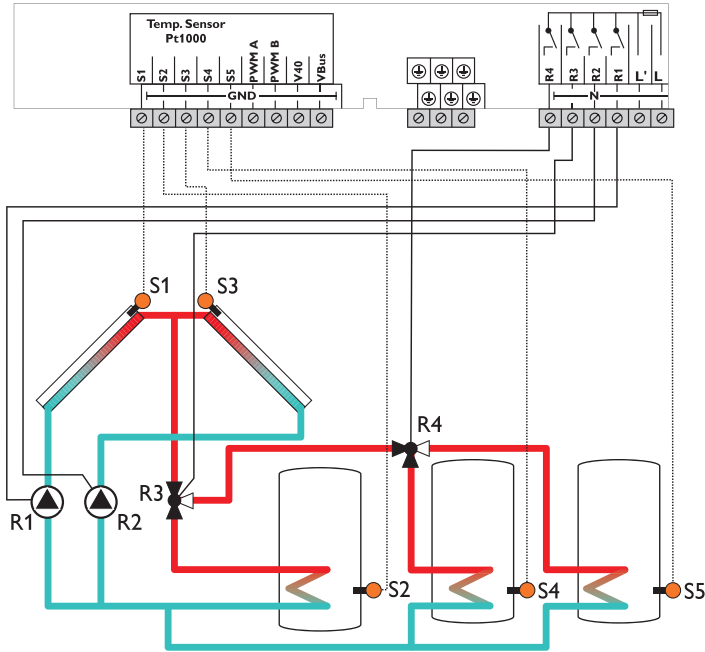 Temp. Sensor
Pt1000
S1 S2 S3 S4 S5 PWM A PWM B V40 VBus
GND
R4 R3 R2 R1 L' L
N
S1 S3
R4
R3
R1 R2
S2 S4 S5